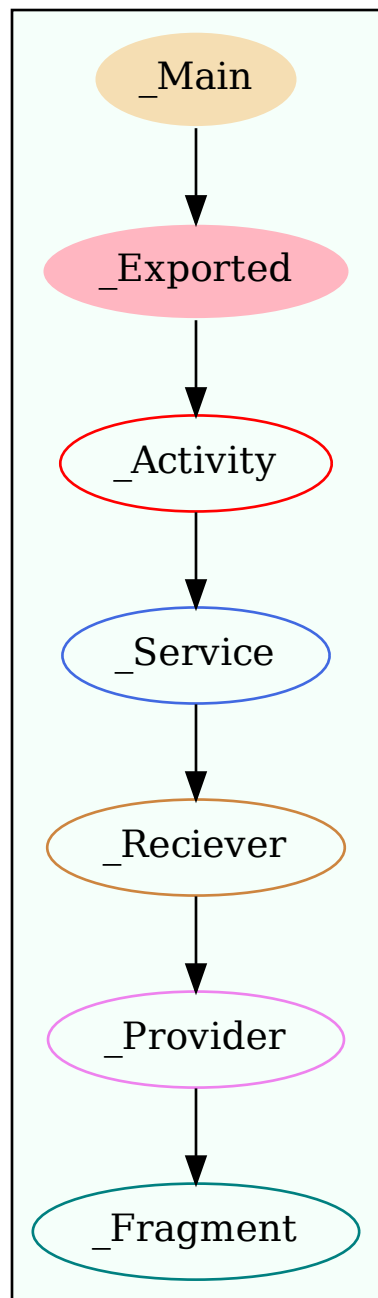 _Main
_Exported
_Activity
_Service
_Reciever
_Provider
_Fragment